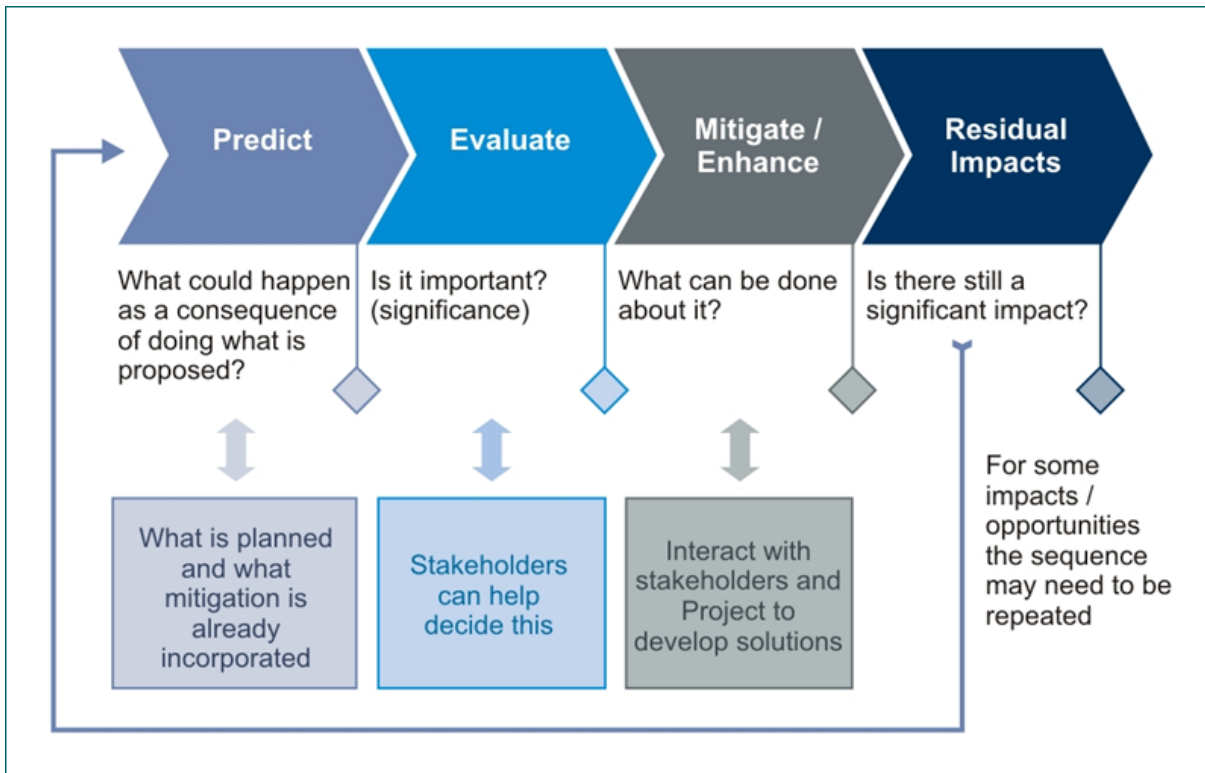 Predict
Evaluate
Mitigate /
Enhance
Residual
Impacts
What could happen
as a consequence
of doing what is
proposed?
Is it important?
(significance)
What can be done
about it?
Is there still a
significant impact?
What is planned
and what
mitigation is
already
incorporated
Stakeholders
can help
decide this
Interact with
stakeholders and
Project to
develop solutions
For some
impacts /
opportunities
the sequence
may need to be
repeated